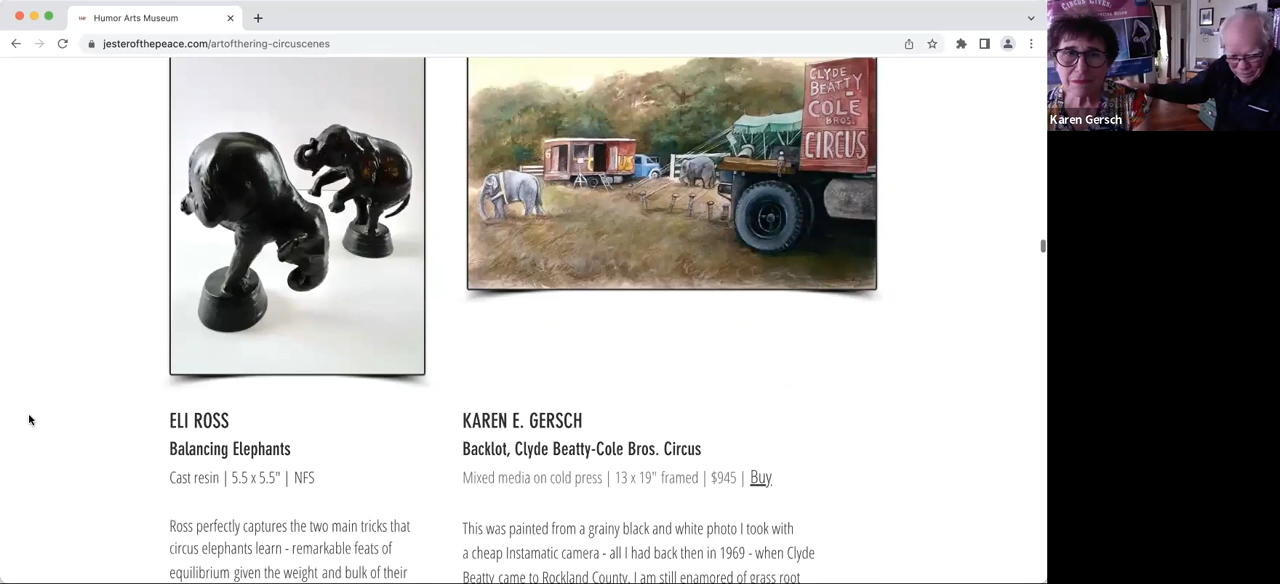 Humor Arts Museum
jesterofthepeace.com/artofthering-circuscenes
CIRCUS LIVES.
Karen Gersch
CLYDE
BEATTY
COLE
BROS.
CIRCUS
ELI ROSS
Balancing Elephants
Cast resin | 5.5 x 5.5" | NFS
Ross perfectly captures the two main tricks that
circus elephants learn - remarkable feats of
equilibrium given the weight and bulk of their
KAREN E. GERSCH
Backlot, Clyde Beatty-Cole Bros. Circus
Mixed media on cold press | 13 x 19" framed | $945 | Buy
This was painted from a grainy black and white photo I took with
a cheap Instamatic camera - all I had back then in 1969 - when Clyde
Beatty came to Rockland County. I am still enamored of grass root